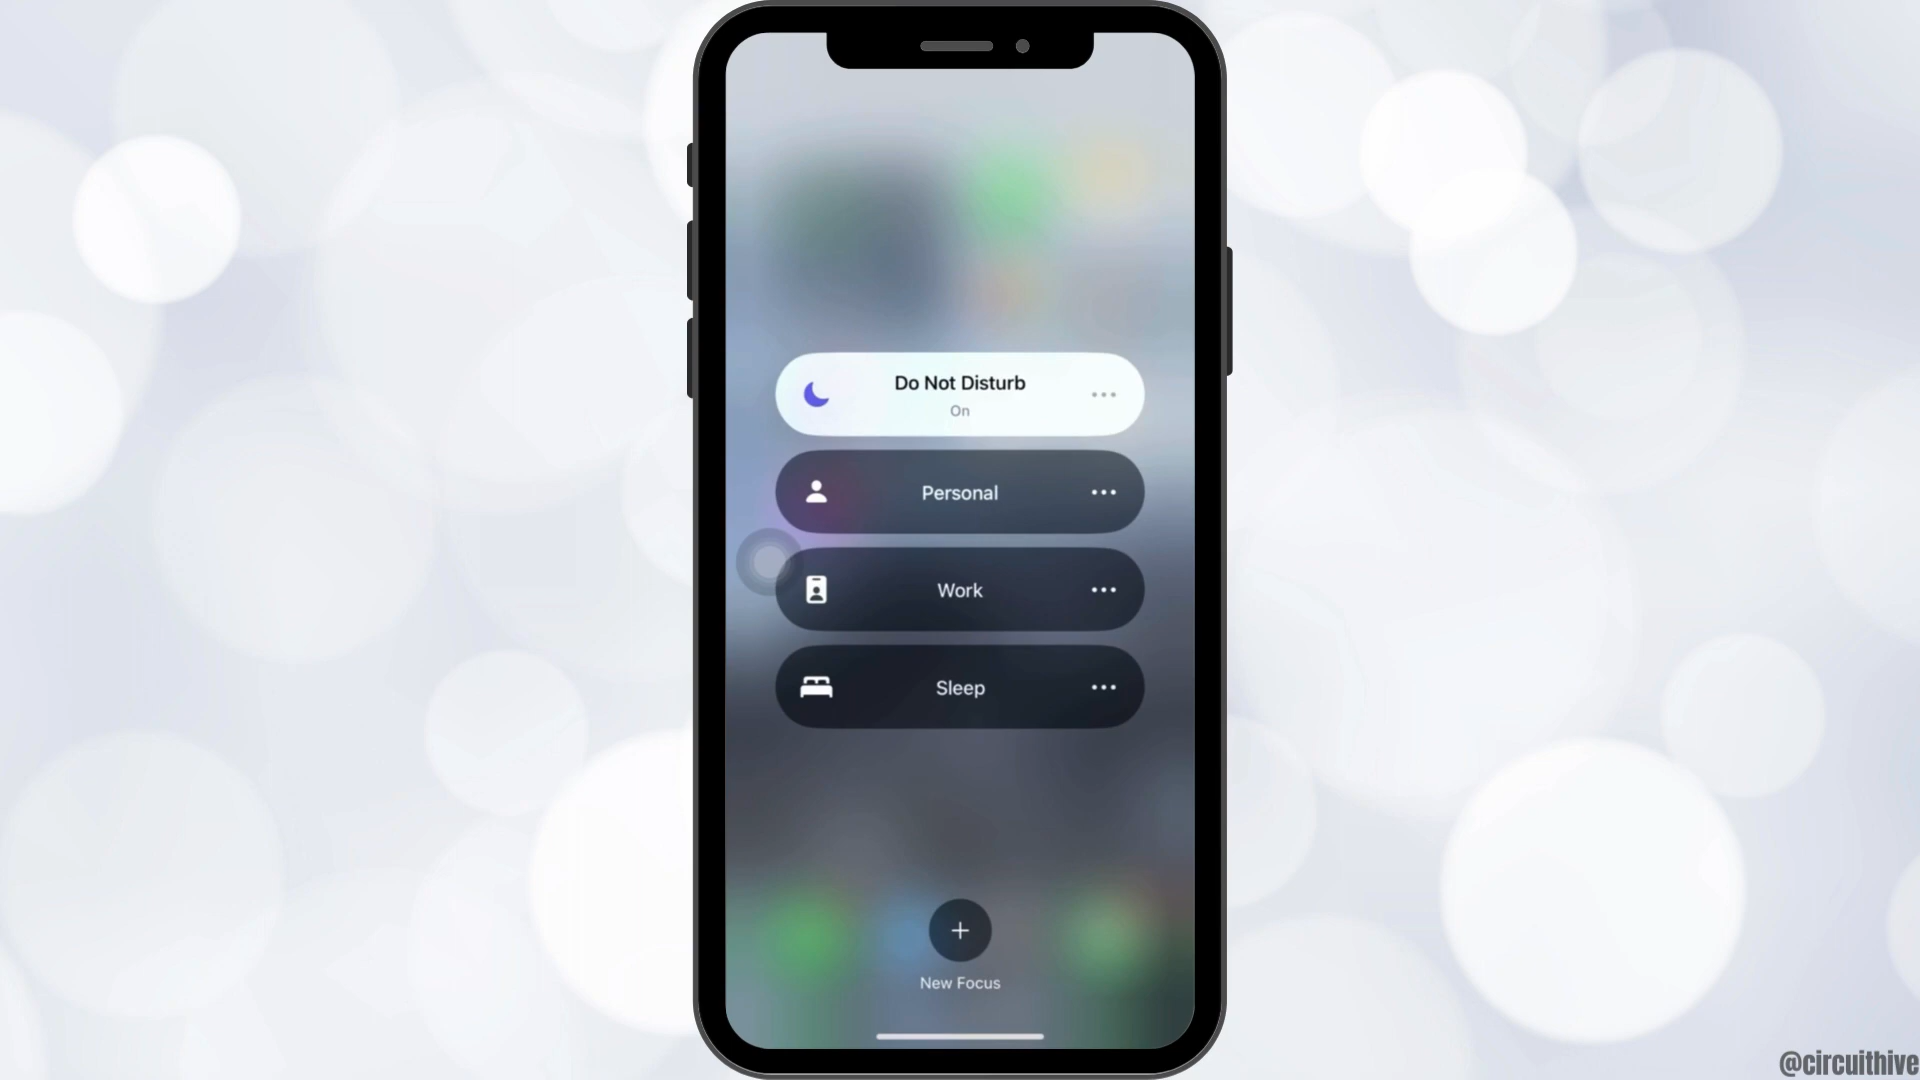 Do Not Disturb
On
Personal
Work
Sleep
New Focus
@circuithive